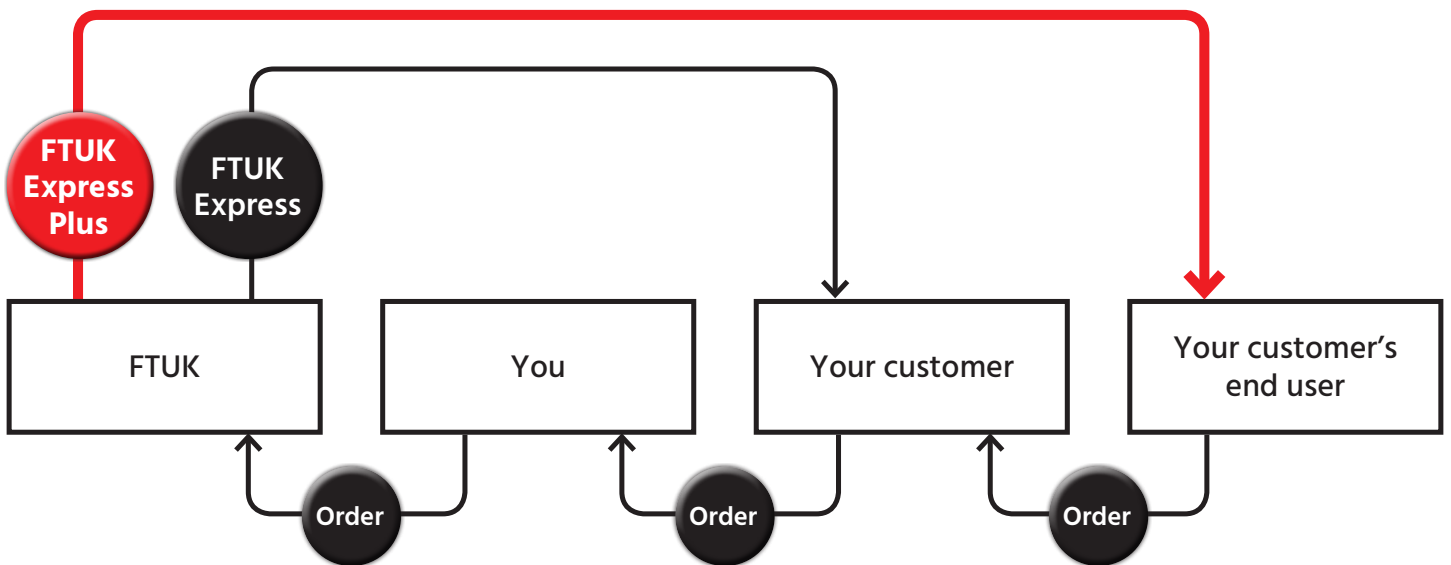 FTUK
Express
Plus
FTUK
Express
FTUK
You
Your customer
Your customer’s
end user
Order
Order
Order